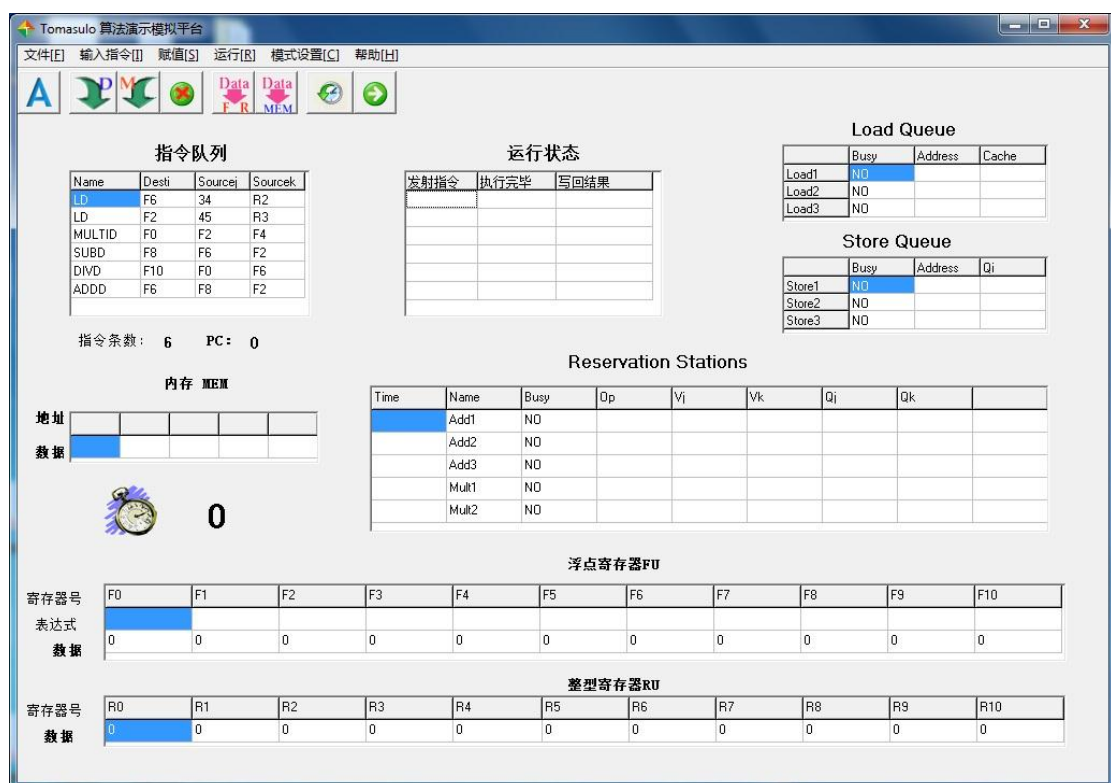 Tomasulo 算法演示模拟平台
文件[F] 输入指令[I] 赋值[S] 运行[R] 模式设置[C] 帮助[H]
A D M Data F R Data MEM
指令队列
Name Desti Sourcej Sourcek
LD F6 34 R2
LD F2 45 R3
MULTID F0 F2 F4
SUBD F8 F6 F2
DIVD F10 F0 F6
ADDD F6 F8 F2
指令条数: 6 PC: 0
运行状态
发射指令 执行完毕 写回结果
Load Queue
Busy Address Cache
Load1 NO
Load2 NO
Load3 NO
Store Queue
Busy Address Qi
Store1 NO
Store2 NO
Store3 NO
内存 MEM
地址
数据
0
Reservation Stations
Time Name Busy Op Vj Vk Qj Qk
Add1 NO
Add2 NO
Add3 NO
Mult1 NO
Mult2 NO
浮点寄存器FU
寄存器号 F0 F1 F2 F3 F4 F5 F6 F7 F8 F9 F10
表达式
数据 0 0 0 0 0 0 0 0 0 0 0
整型寄存器RU
寄存器号 R0 R1 R2 R3 R4 R5 R6 R7 R8 R9 R10
数据 0 0 0 0 0 0 0 0 0 0 0